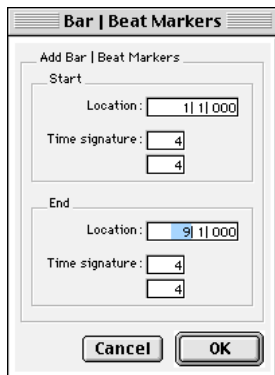 Bar | Beat Markers
Add Bar | Beat Markers
Start
Location: 1| 1| 000
Time signature: 4
4
End
Location: 9| 1| 000
Time signature: 4
4
Cancel OK